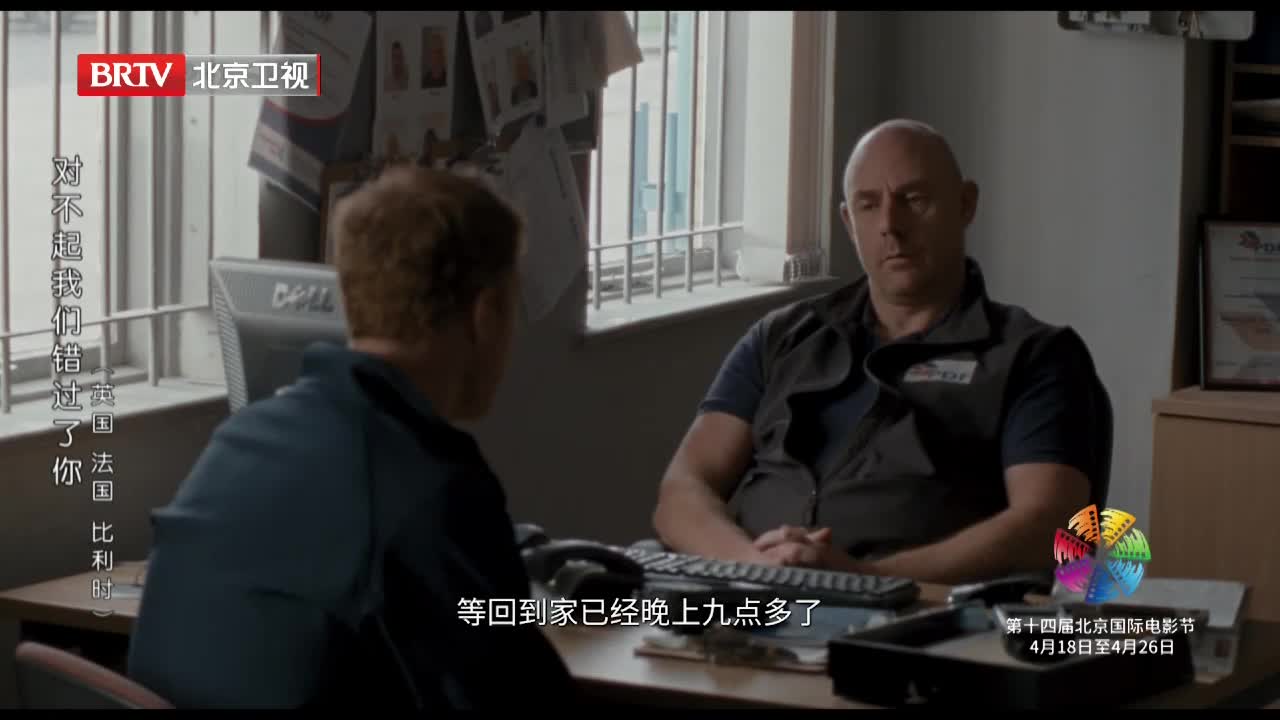 BRTV 北京卫视
对不起我们错过了你
（英国 法国 比利时）
DELL
PDF
PDF
等回到家已经晚上九点多了
第十四届北京国际电影节
4月18日至4月26日